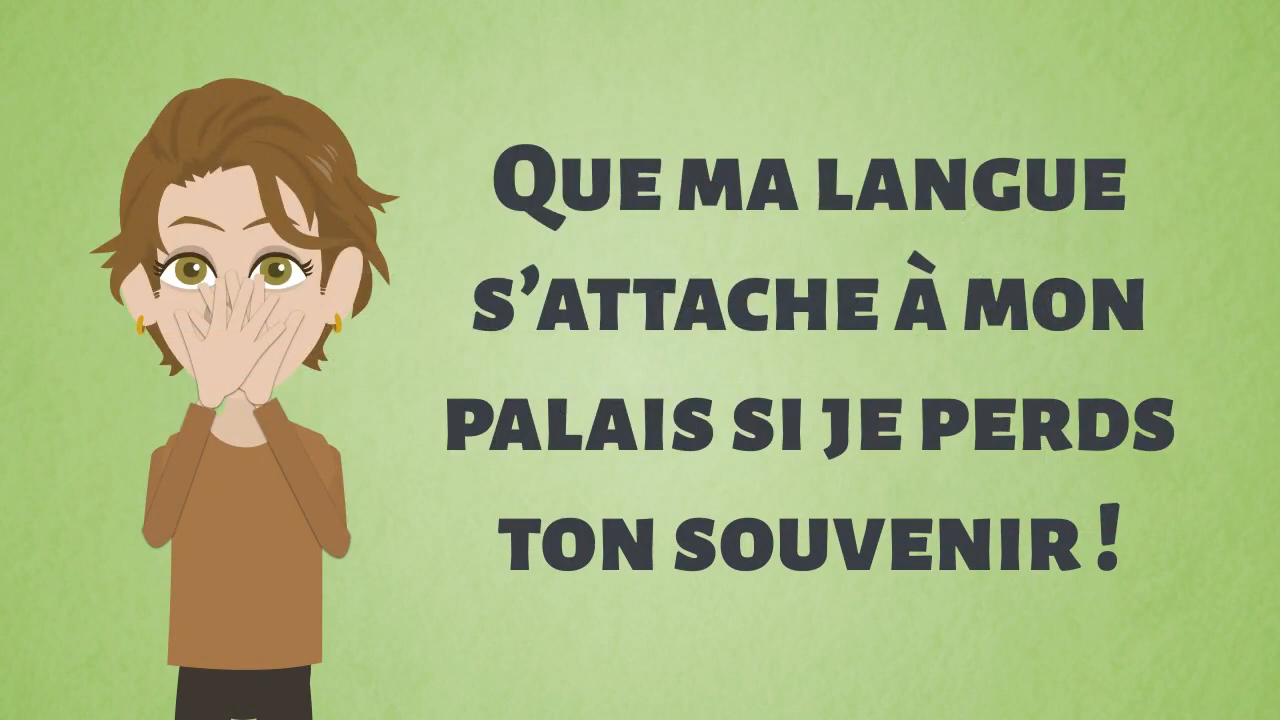 Que ma langue
s’attache à mon
palais si je perds
ton souvenir !